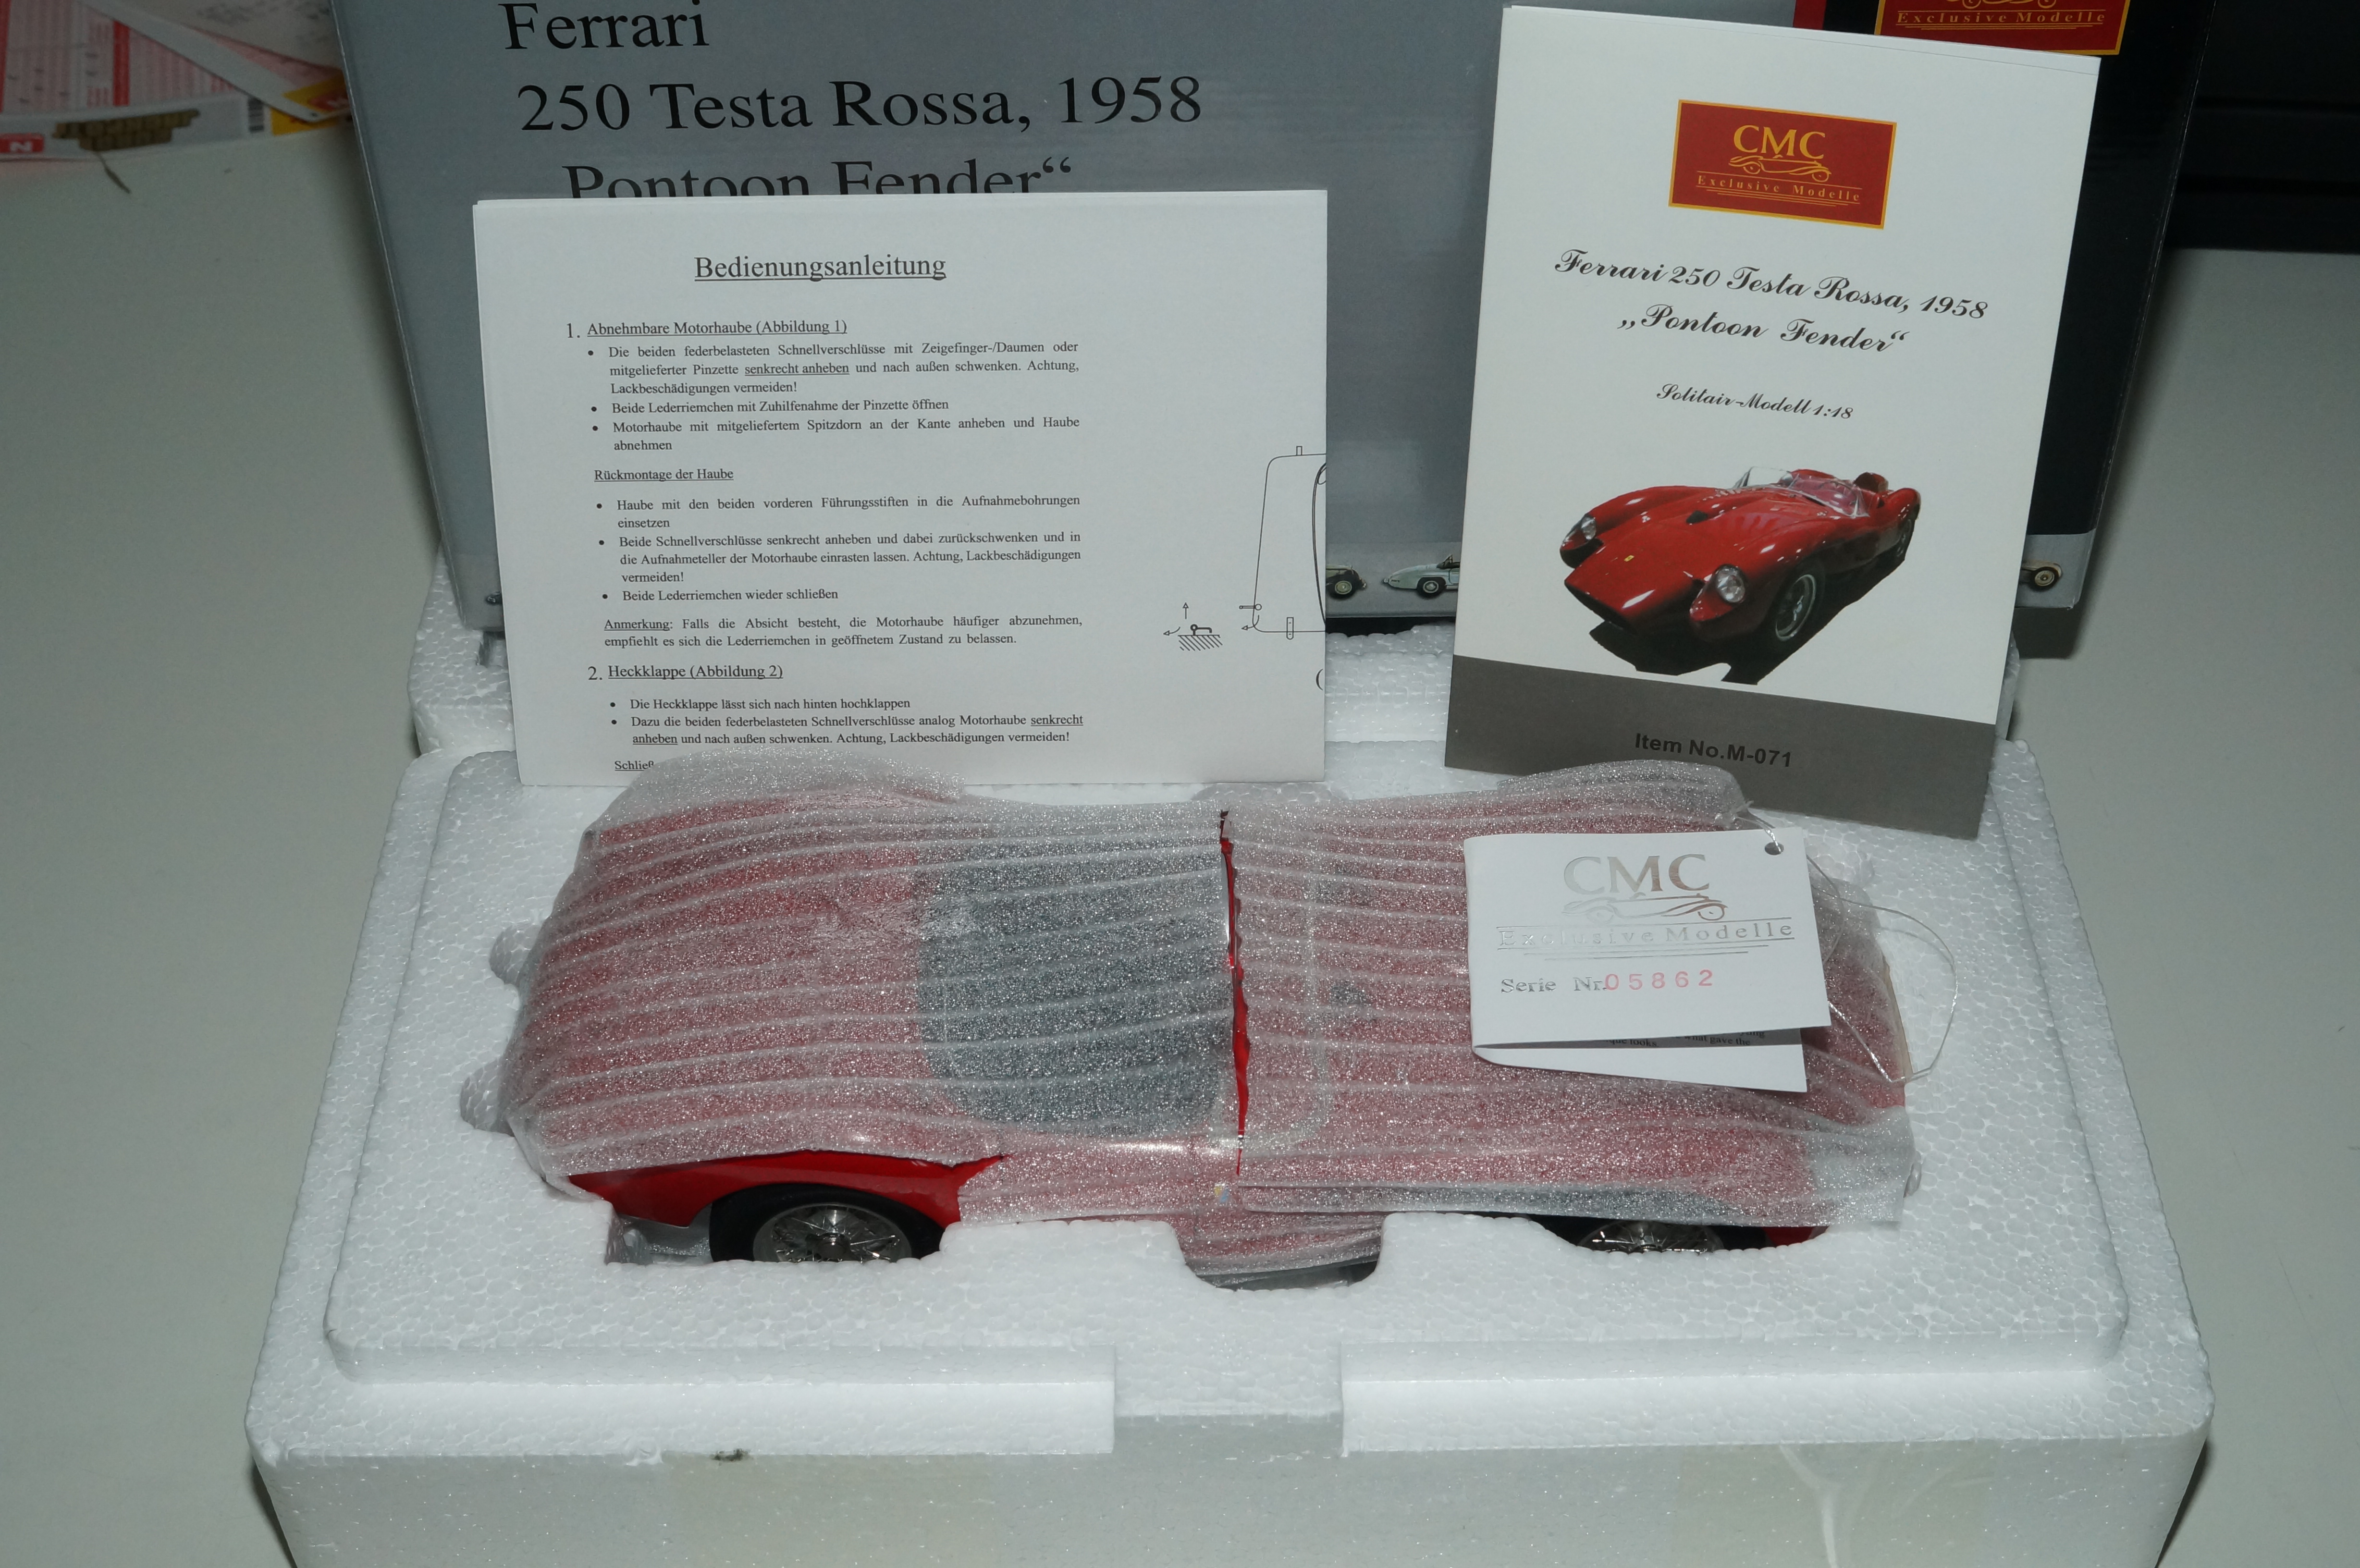 Ferrari
250 Testa Rossa, 1958
Pontoon Fender“
Exclusive Modelle
Bedienungsanleitung
1. Abnehmbare Motorhaube (Abbildung 1)
• Die beiden federbelasteten Schnellverschlüsse mit Zeigefinger-/Daumen oder
mitgelieferter Pinzette senkrecht anheben und nach außen schwenken. Achtung,
Lackbeschädigungen vermeiden!
• Beide Lederriemchen mit Zuhilfenahme der Pinzette öffnen
• Motorhaube mit mitgeliefertem Spitzdorn an der Kante anheben und Haube
abnehmen
Rückmontage der Haube
• Haube mit den beiden vorderen Führungsstiften in die Aufnahmebohrungen
einsetzen
• Beide Schnellverschlüsse senkrecht anheben und dabei zurückschwenken und in
die Aufnahmeteller der Motorhaube einrasten lassen. Achtung, Lackbeschädigungen
vermeiden!
• Beide Lederriemchen wieder schließen
Anmerkung: Falls die Absicht besteht, die Motorhaube häufiger abzunehmen,
empfiehlt es sich die Lederriemchen in geöffnetem Zustand zu belassen.
2. Heckklappe (Abbildung 2)
• Die Heckklappe lässt sich nach hinten hochklappen
• Dazu die beiden federbelasteten Schnellverschlüsse analog Motorhaube senkrecht
anheben und nach außen schwenken. Achtung, Lackbeschädigungen vermeiden!
CMC
Exclusive Modelle
Ferrari 250 Testa Rossa, 1958
„Pontoon Fender“
Solitair-Modell 1:18
Item No.M-071
CMC
Exclusive Modelle
Serie Nr.05862
looks
what gave the